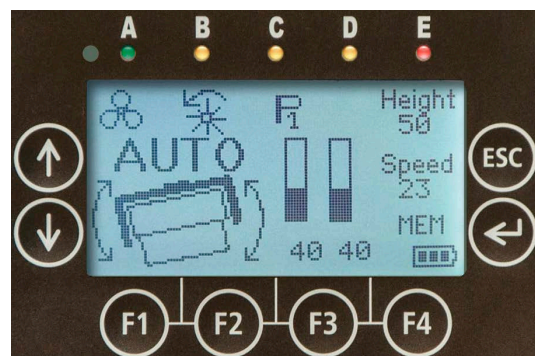 A B C D E
P1
Height
50
AUTO
Speed
23
MEM
40 40
ESC
F1 F2 F3 F4